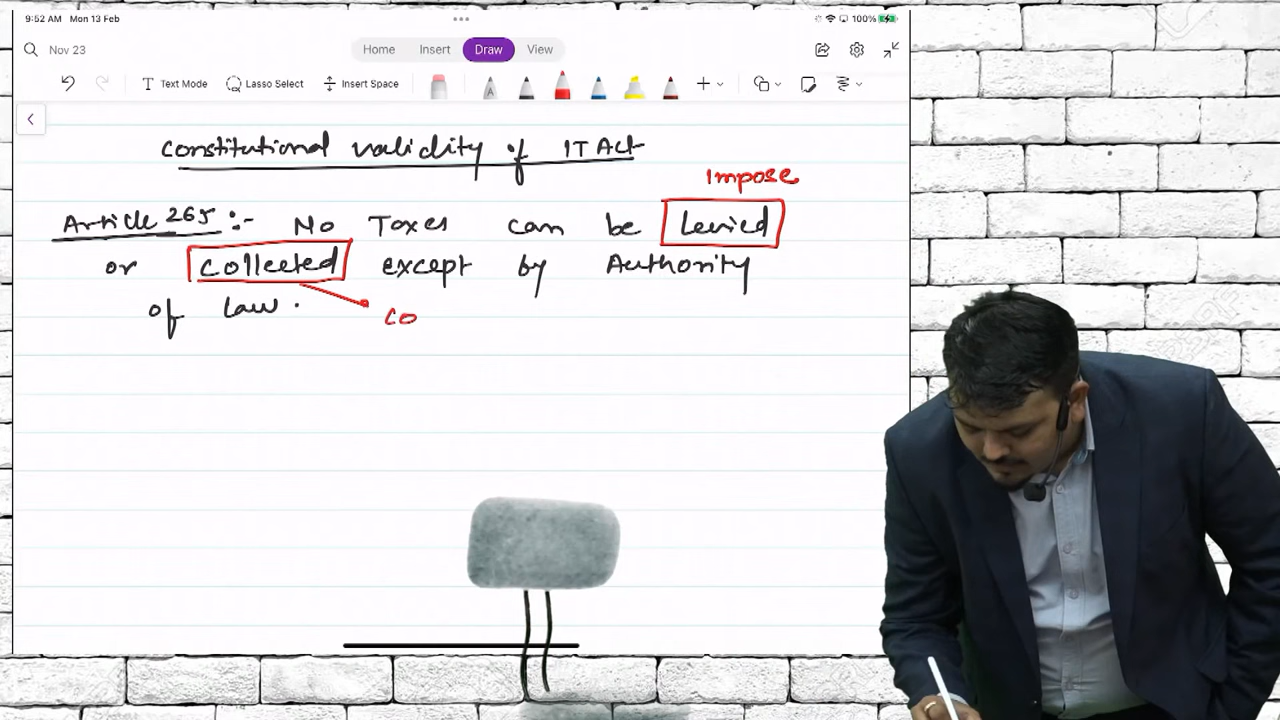 9:52 AM Mon 13 Feb
100%
Nov 23
Home Insert Draw View
Text Mode Lasso Select Insert Space
Constitutional validity of IT Act
Impose
Article 265 :- No Taxes can be levied
or collected except by Authority
of law.
co